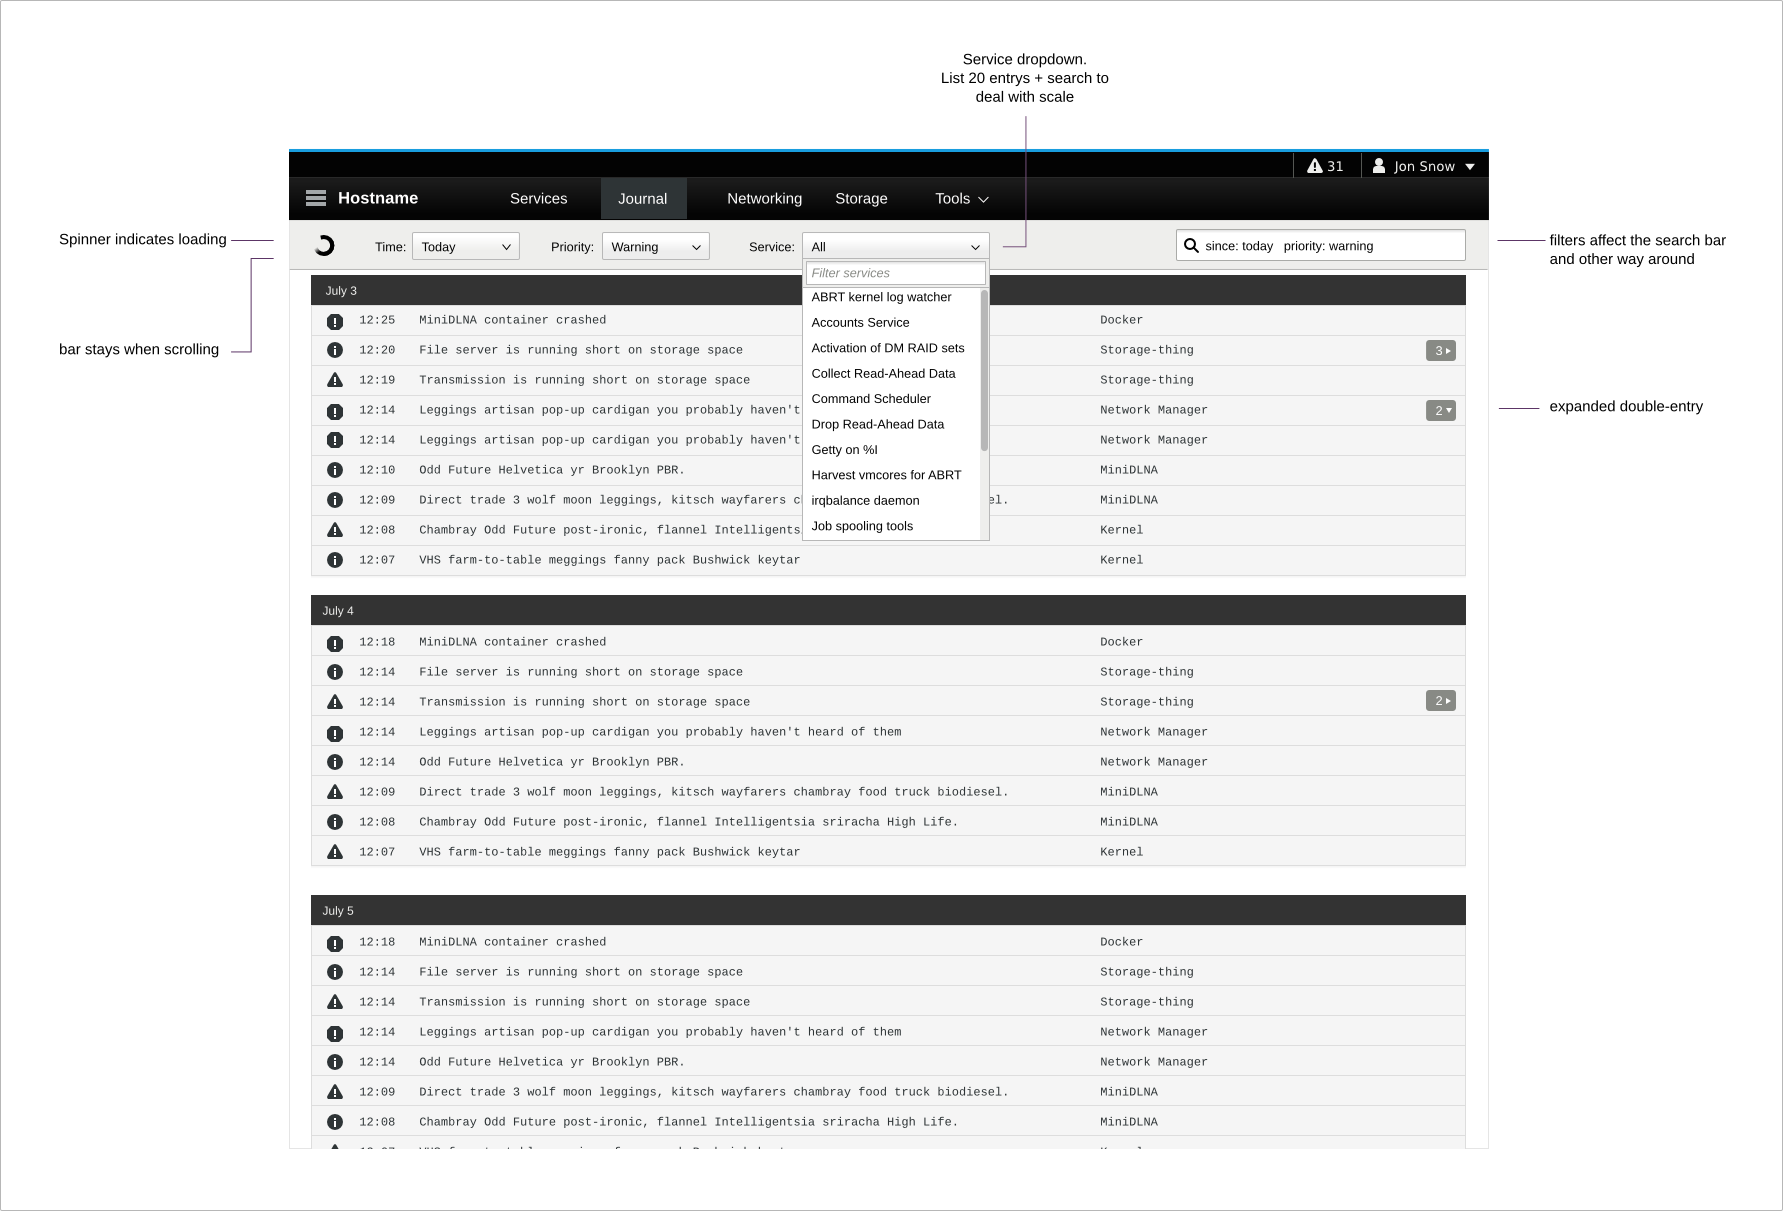 Service dropdown.
List 20 entrys + search to
deal with scale
31 Jon Snow
Hostname Services Journal Networking Storage Tools
Spinner indicates loading
Time: Today Priority: Warning Service: All since: today priority: warning
filters affect the search bar
and other way around
bar stays when scrolling
expanded double-entry
Filter services
ABRT kernel log watcher
Accounts Service
Activation of DM RAID sets
Collect Read-Ahead Data
Command Scheduler
Drop Read-Ahead Data
Getty on %I
Harvest vmcores for ABRT
irqbalance daemon
Job spooling tools
July 3
12:25 MiniDLNA container crashed Docker
12:20 File server is running short on storage space Storage-thing 3
12:19 Transmission is running short on storage space Storage-thing
12:14 Leggings artisan pop-up cardigan you probably haven't Network Manager 2
12:14 Leggings artisan pop-up cardigan you probably haven't Network Manager
12:10 Odd Future Helvetica yr Brooklyn PBR. MiniDLNA
12:09 Direct trade 3 wolf moon leggings, kitsch wayfarers ch el. MiniDLNA
12:08 Chambray Odd Future post-ironic, flannel Intelligents Kernel
12:07 VHS farm-to-table meggings fanny pack Bushwick keytar Kernel
July 4
12:18 MiniDLNA container crashed Docker
12:14 File server is running short on storage space Storage-thing
12:14 Transmission is running short on storage space Storage-thing 2
12:14 Leggings artisan pop-up cardigan you probably haven't heard of them Network Manager
12:14 Odd Future Helvetica yr Brooklyn PBR. Network Manager
12:09 Direct trade 3 wolf moon leggings, kitsch wayfarers chambray food truck biodiesel. MiniDLNA
12:08 Chambray Odd Future post-ironic, flannel Intelligentsia sriracha High Life. MiniDLNA
12:07 VHS farm-to-table meggings fanny pack Bushwick keytar Kernel
July 5
12:18 MiniDLNA container crashed Docker
12:14 File server is running short on storage space Storage-thing
12:14 Transmission is running short on storage space Storage-thing
12:14 Leggings artisan pop-up cardigan you probably haven't heard of them Network Manager
12:14 Odd Future Helvetica yr Brooklyn PBR. Network Manager
12:09 Direct trade 3 wolf moon leggings, kitsch wayfarers chambray food truck biodiesel. MiniDLNA
12:08 Chambray Odd Future post-ironic, flannel Intelligentsia sriracha High Life. MiniDLNA